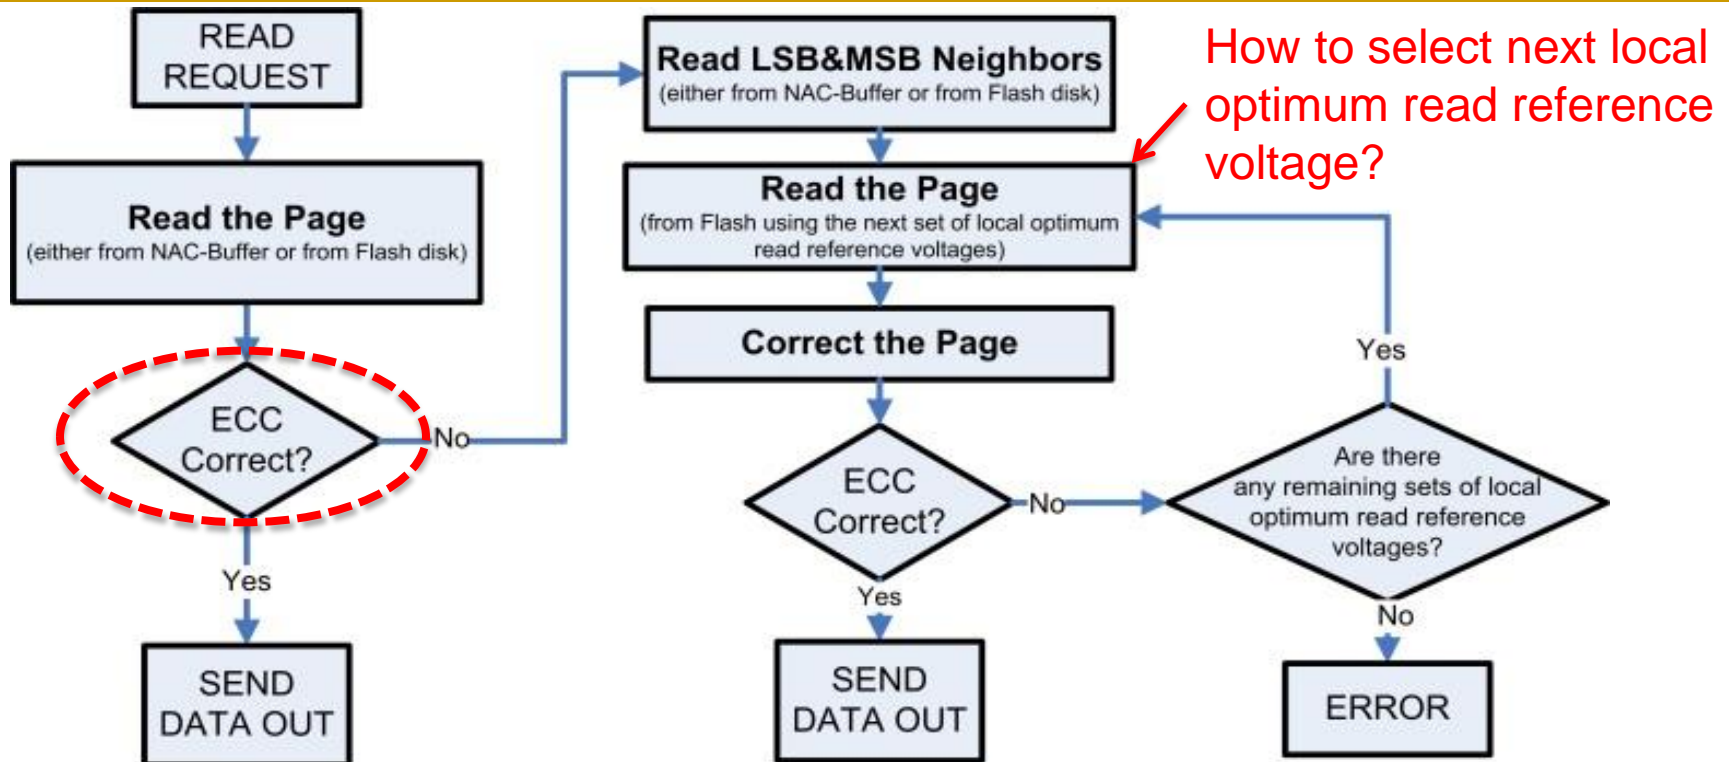 READ
REQUEST
Read the Page
(either from NAC-Buffer or from Flash disk)
ECC
Correct?
No
Yes
SEND
DATA OUT
Read LSB&MSB Neighbors
(either from NAC-Buffer or from Flash disk)
How to select next local
optimum read reference
voltage?
Read the Page
(from Flash using the next set of local optimum
read reference voltages)
Correct the Page
ECC
Correct?
No
Yes
SEND
DATA OUT
Are there
any remaining sets of local
optimum read reference
voltages?
Yes
No
ERROR